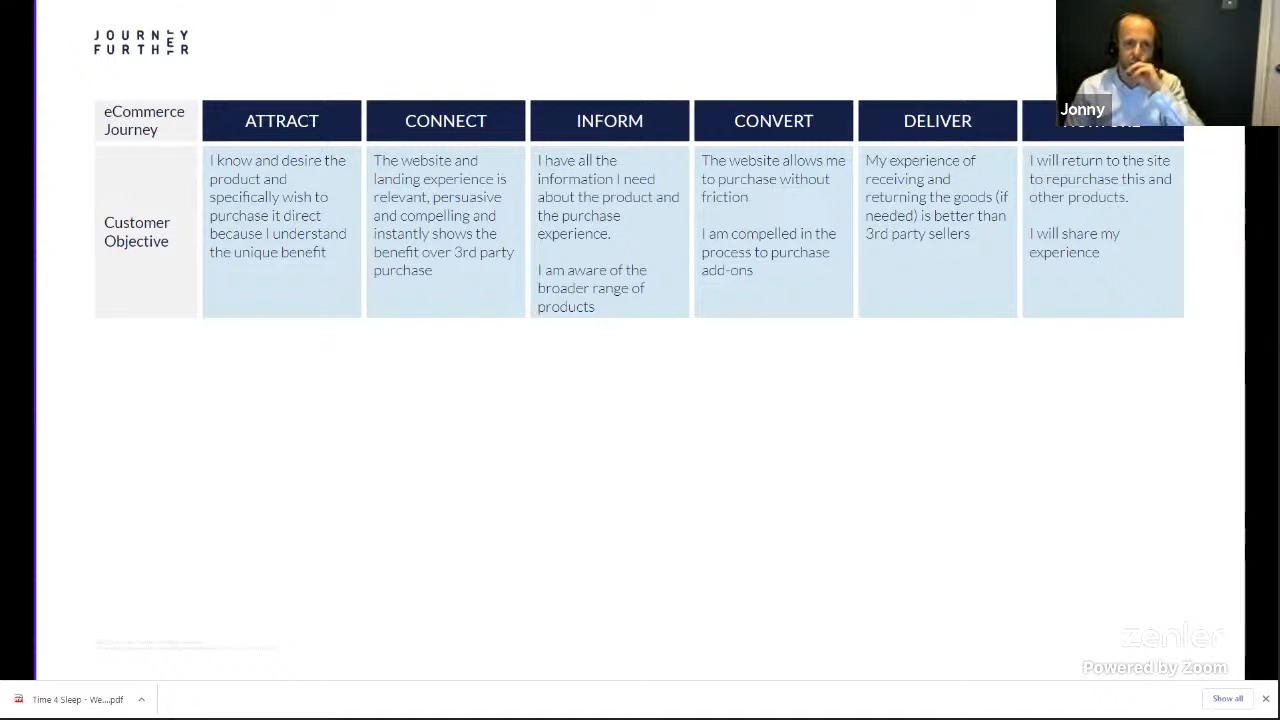 JOURNEY
FURTHER
Jonny
eCommerce
Journey
ATTRACT
CONNECT
INFORM
CONVERT
DELIVER
Customer
Objective
I know and desire the
product and
specifically wish to
purchase it direct
because I understand
the unique benefit
The website and
landing experience is
relevant, persuasive
and compelling and
instantly shows the
benefit over 3rd party
purchase
I have all the
information I need
about the product and
the purchase
experience.
I am aware of the
broader range of
products
The website allows me
to purchase without
friction
I am compelled in the
process to purchase
add-ons
My experience of
receiving and
returning the goods (if
needed) is better than
3rd party sellers
I will return to the site
to repurchase this and
other products.
I will share my
experience
zenler
Powered by Zoom
Time 4 Sleep - We....pdf
Show all